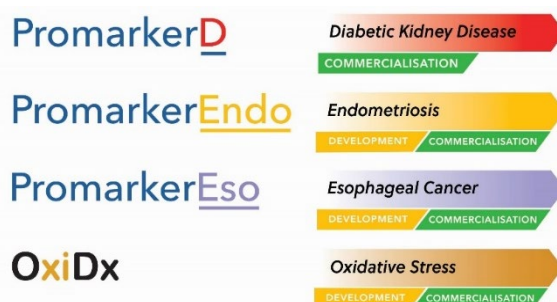 PromarkerD
Diabetic Kidney Disease
COMMERCIALISATION
PromarkerEndo
Endometriosis
DEVELOPMENT COMMERCIALISATION
PromarkerEso
Esophageal Cancer
DEVELOPMENT COMMERCIALISATION
OxiDx
Oxidative Stress
DEVELOPMENT COMMERCIALISATION